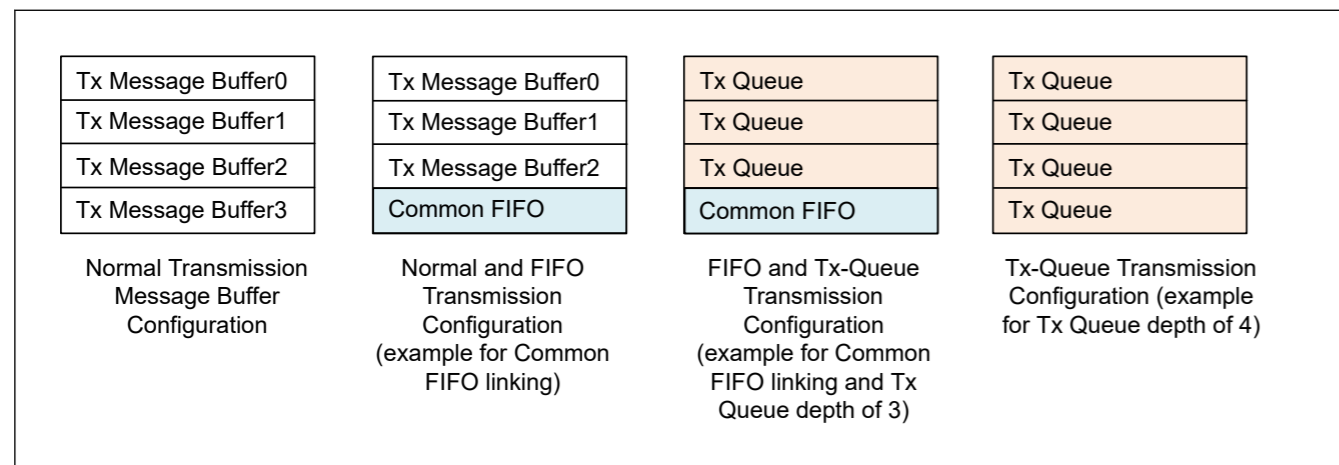 Tx Message Buffer0
Tx Message Buffer1
Tx Message Buffer2
Tx Message Buffer3
Normal Transmission
Message Buffer
Configuration
Tx Message Buffer0
Tx Message Buffer1
Tx Message Buffer2
Common FIFO
Normal and FIFO
Transmission
Configuration
(example for Common
FIFO linking)
Tx Queue
Tx Queue
Tx Queue
Common FIFO
FIFO and Tx-Queue
Transmission
Configuration
(example for Common
FIFO linking and Tx
Queue depth of 3)
Tx Queue
Tx Queue
Tx Queue
Tx Queue
Tx-Queue Transmission
Configuration (example
for Tx Queue depth of 4)